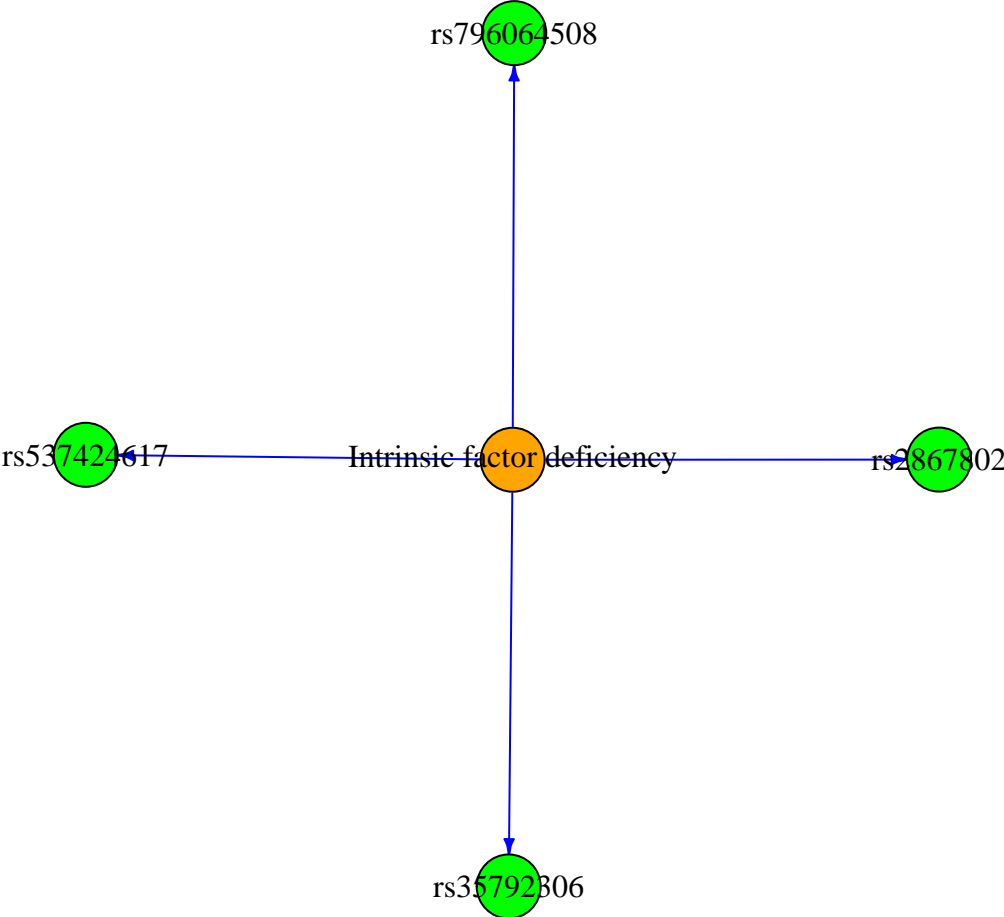 rs796064508
rs537424617
Intrinsic factor deficiency
rs2867802
rs35792306